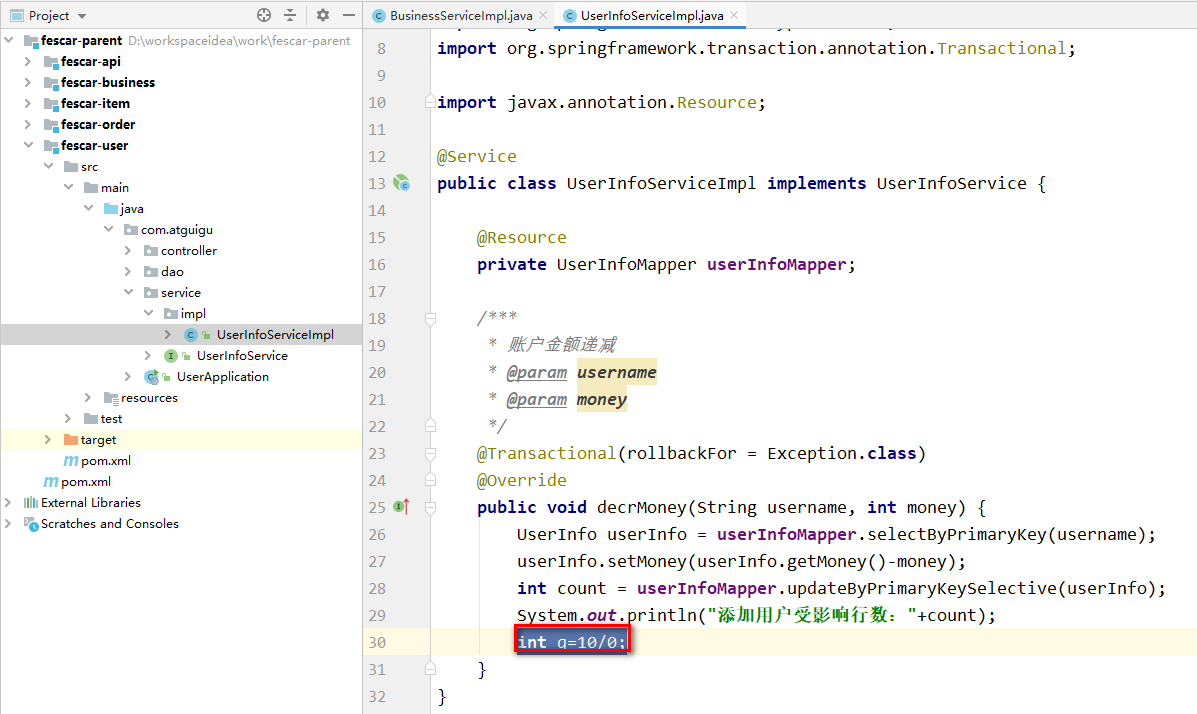 Project
fescar-parent D:\workspaceidea\work\fescar-parent
fescar-api
fescar-business
fescar-item
fescar-order
fescar-user
src
main
java
com.atguigu
controller
dao
service
impl
UserInfoServiceImpl
UserInfoService
UserApplication
resources
test
target
pom.xml
pom.xml
External Libraries
Scratches and Consoles
BusinessServiceImpl.java UserInfoServiceImpl.java
8 import org.springframework.transaction.annotation.Transactional;
9
10 import javax.annotation.Resource;
11
12 @Service
13 public class UserInfoServiceImpl implements UserInfoService {
14
15 @Resource
16 private UserInfoMapper userInfoMapper;
17
18 /***
19 * 账户金额递减
20 * @param username
21 * @param money
22 */
23 @Transactional(rollbackFor = Exception.class)
24 @Override
25 public void decrMoney(String username, int money) {
26 UserInfo userInfo = userInfoMapper.selectByPrimaryKey(username);
27 userInfo.setMoney(userInfo.getMoney()-money);
28 int count = userInfoMapper.updateByPrimaryKeySelective(userInfo);
29 System.out.println("添加用户受影响行数："+count);
30 int q=10/0;
31 }
32 }